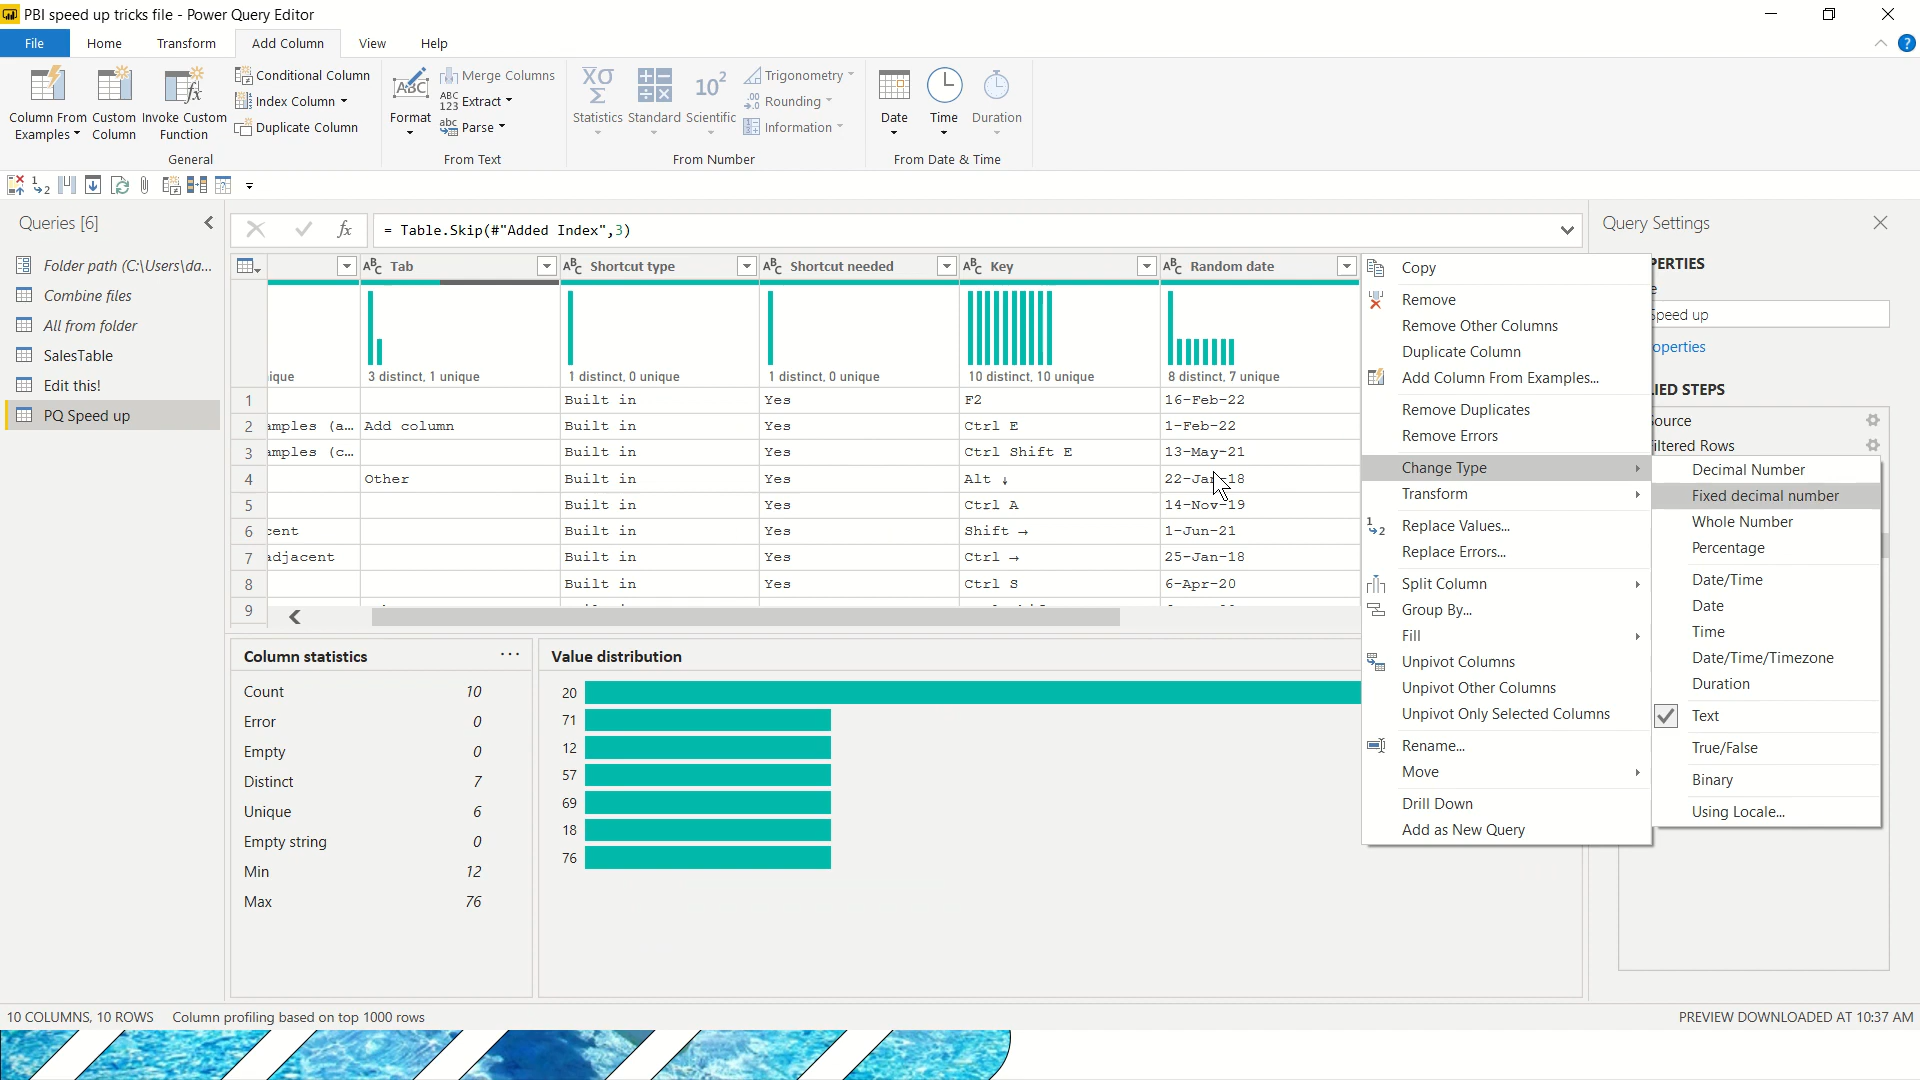 PBI speed up tricks file - Power Query Editor
File Home Transform Add Column View Help
Column From Examples
Custom Column
Invoke Custom Function
Conditional Column
Index Column
Duplicate Column
General
Format
Merge Columns
Extract
Parse
From Text
Statistics
Standard
Scientific
Trigonometry
Rounding
Information
From Number
Date
Time
Duration
From Date & Time
Queries [6]
Folder path (C:\Users\da...
Combine files
All from folder
SalesTable
Edit this!
PQ Speed up
fx = Table.Skip(#"Added Index",3)
Tab Shortcut type Shortcut needed Key Random date
ique 3 distinct, 1 unique 1 distinct, 0 unique 1 distinct, 0 unique 10 distinct, 10 unique 8 distinct, 7 unique
1 Built in Yes F2 16-Feb-22
2 amples (a... Add column Built in Yes Ctrl E 1-Feb-22
3 amples (c... Built in Yes Ctrl Shift E 13-May-21
4 Other Built in Yes Alt ↓ 22-Jan-18
5 Built in Yes Ctrl A 14-Nov-19
6 cent Built in Yes Shift → 1-Jun-21
7 adjacent Built in Yes Ctrl → 25-Jan-18
8 Built in Yes Ctrl S 6-Apr-20
9
Column statistics ...
Count 10
Error 0
Empty 0
Distinct 7
Unique 6
Empty string 0
Min 12
Max 76
Value distribution
20
71
12
57
69
18
76
Copy
Remove
Remove Other Columns
Duplicate Column
Add Column From Examples...
Remove Duplicates
Remove Errors
Change Type
Transform
Replace Values...
Replace Errors...
Split Column
Group By...
Fill
Unpivot Columns
Unpivot Other Columns
Unpivot Only Selected Columns
Rename...
Move
Drill Down
Add as New Query
Decimal Number
Fixed decimal number
Whole Number
Percentage
Date/Time
Date
Time
Date/Time/Timezone
Duration
Text
True/False
Binary
Using Locale...
Query Settings
PERTIES
e
Speed up
operties
LIED STEPS
ource
iltered Rows
10 COLUMNS, 10 ROWS Column profiling based on top 1000 rows
PREVIEW DOWNLOADED AT 10:37 AM